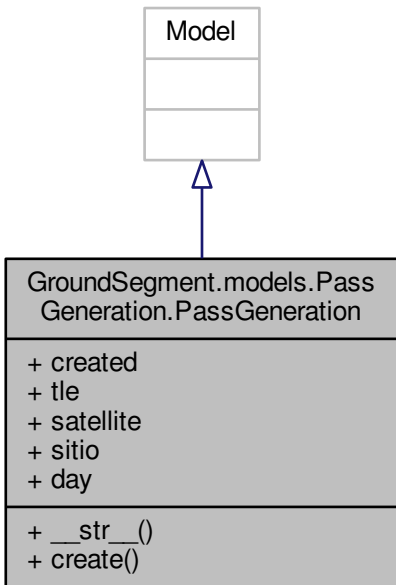 Model
GroundSegment.models.Pass
Generation.PassGeneration
+ created
+ tle
+ satellite
+ sitio
+ day
+ __str__()
+ create()